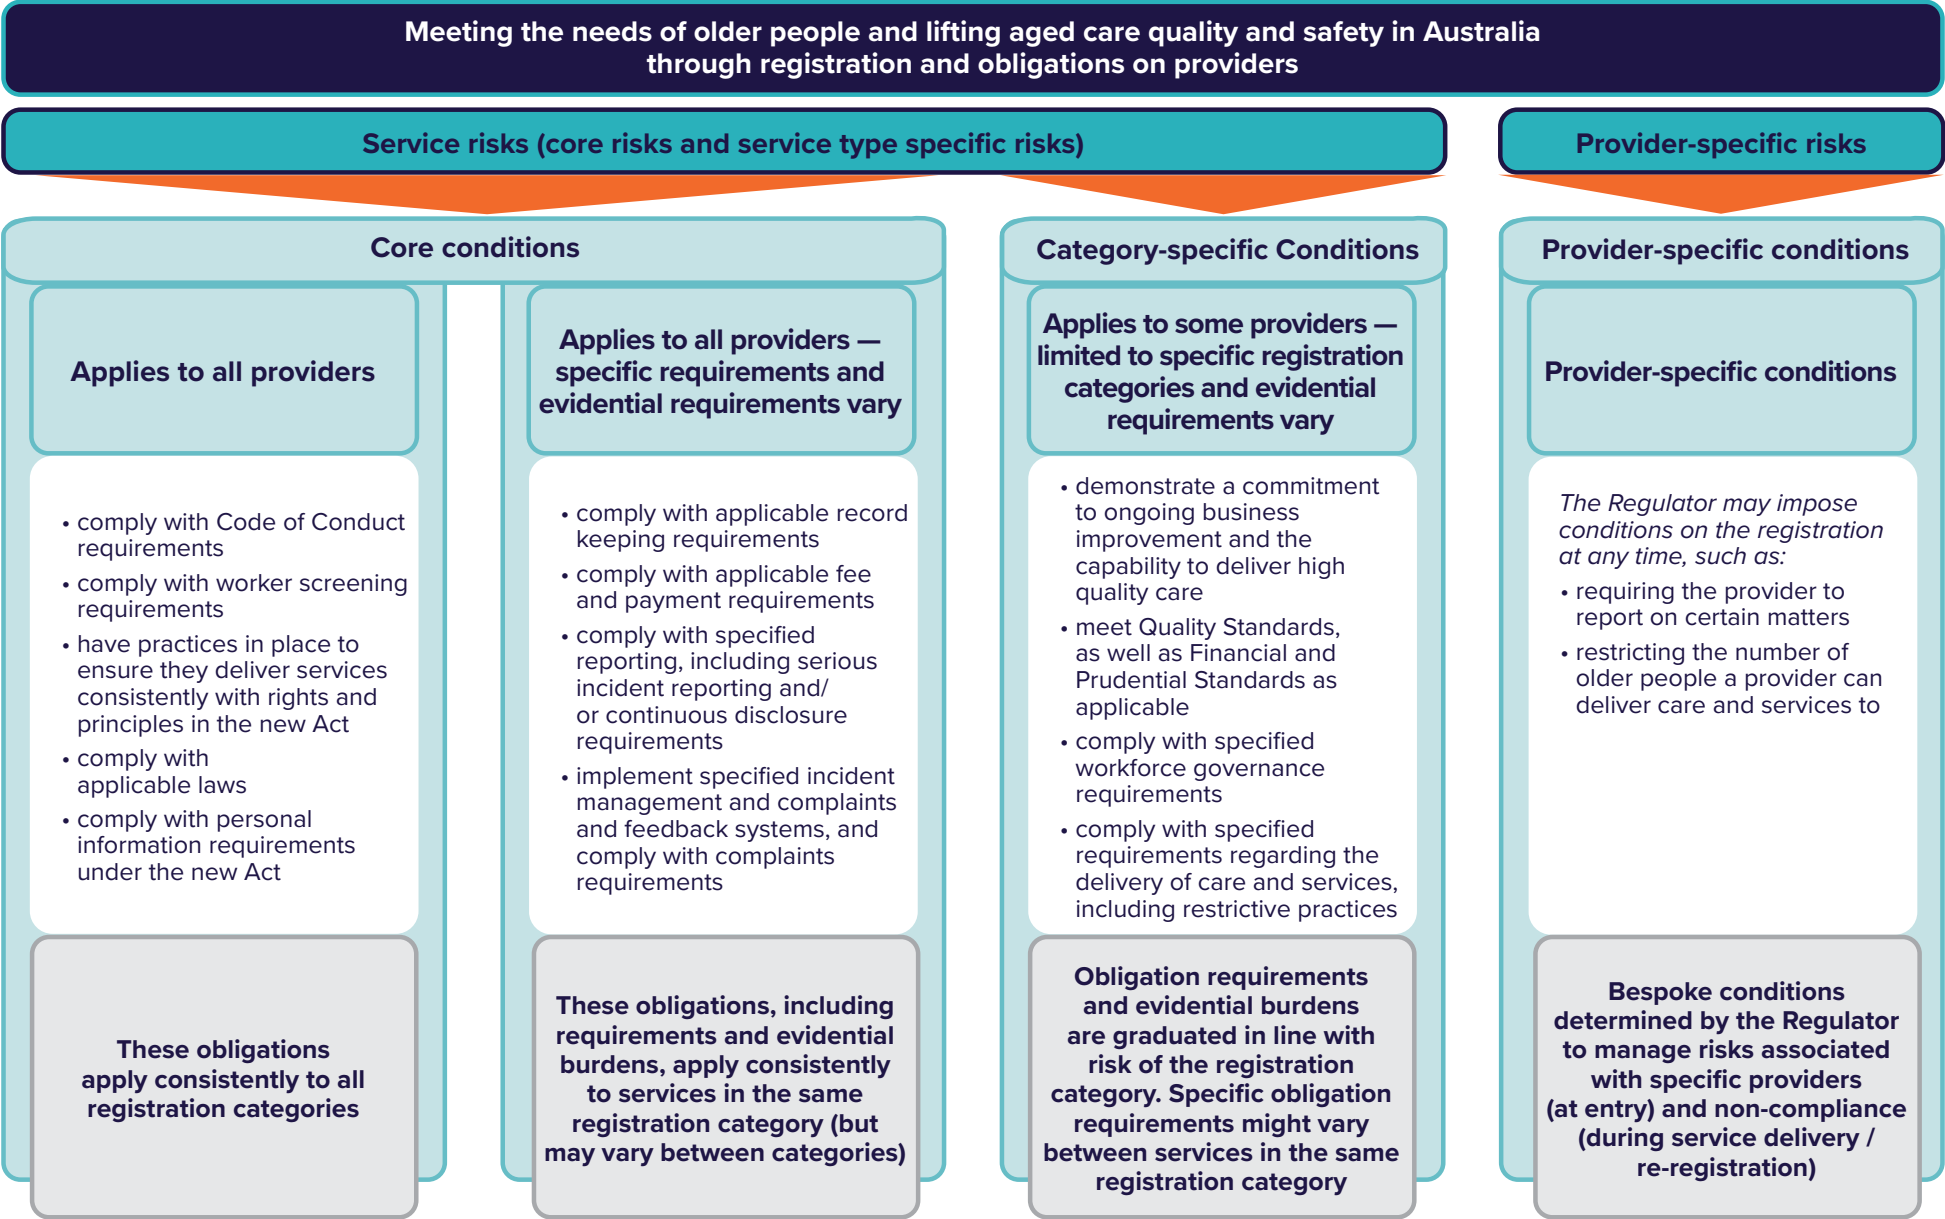 Meeting the needs of older people and lifting aged care quality and safety in Australia
through registration and obligations on providers
Service risks (core risks and service type specific risks)
Provider-specific risks
Core conditions
Category-specific Conditions
Provider-specific conditions
Applies to all providers
• comply with Code of Conduct
requirements
• comply with worker screening
requirements
• have practices in place to
ensure they deliver services
consistently with rights and
principles in the new Act
• comply with
applicable laws
• comply with personal
information requirements
under the new Act
These obligations
apply consistently to all
registration categories
Applies to all providers —
specific requirements and
evidential requirements vary
• comply with applicable record
keeping requirements
• comply with applicable fee
and payment requirements
• comply with specified
reporting, including serious
incident reporting and/
or continuous disclosure
requirements
• implement specified incident
management and complaints
and feedback systems, and
comply with complaints
requirements
These obligations, including
requirements and evidential
burdens, apply consistently
to services in the same
registration category (but
may vary between categories)
Applies to some providers —
limited to specific registration
categories and evidential
requirements vary
• demonstrate a commitment
to ongoing business
improvement and the
capability to deliver high
quality care
• meet Quality Standards,
as well as Financial and
Prudential Standards as
applicable
• comply with specified
workforce governance
requirements
• comply with specified
requirements regarding the
delivery of care and services,
including restrictive practices
Obligation requirements
and evidential burdens
are graduated in line with
risk of the registration
category. Specific obligation
requirements might vary
between services in the same
registration category
Provider-specific conditions
The Regulator may impose
conditions on the registration
at any time, such as:
• requiring the provider to
report on certain matters
• restricting the number of
older people a provider can
deliver care and services to
Bespoke conditions
determined by the Regulator
to manage risks associated
with specific providers
(at entry) and non-compliance
(during service delivery /
re-registration)